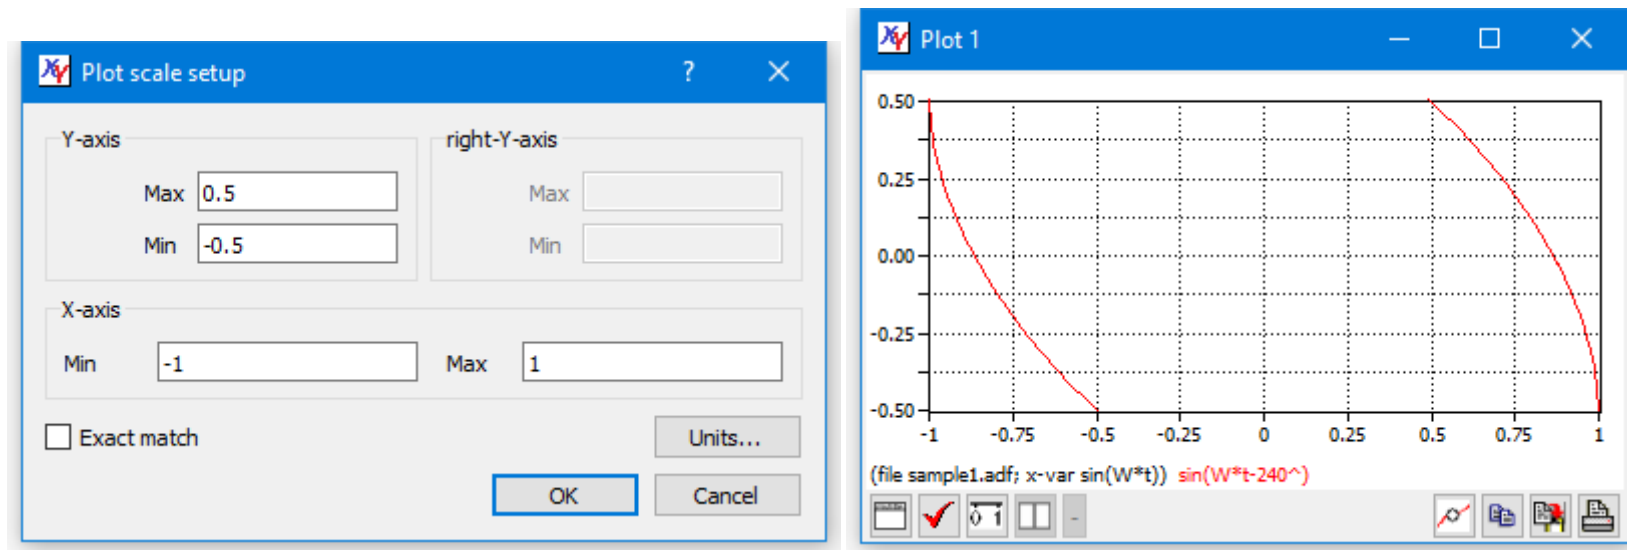 Plot scale setup
?
Y-axis
Max 0.5
Min -0.5
right-Y-axis
Max
Min
X-axis
Min -1
Max 1
Exact match
Units...
OK
Cancel
Plot 1
0.50
0.25
0.00
-0.25
-0.50
-1 -0.75 -0.5 -0.25 0 0.25 0.5 0.75 1
(file sample1.adf; x-var sin(W*t)) sin(W*t-240^)
0 1
-